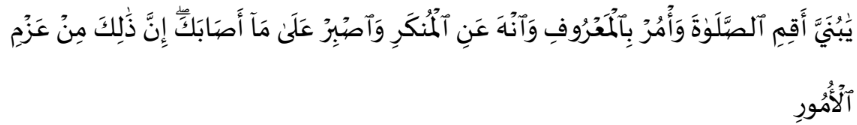 يَٰبُنَيَّ أَقِمِ ٱلصَّلَوٰةَ وَأْمُرْ بِٱلْمَعْرُوفِ وَٱنْهَ عَنِ ٱلْمُنكَرِ وَٱصْبِرْ عَلَىٰ مَآ أَصَابَكَۖ إِنَّ ذَٰلِكَ مِنْ عَزْمِ
ٱلْأُمُورِ